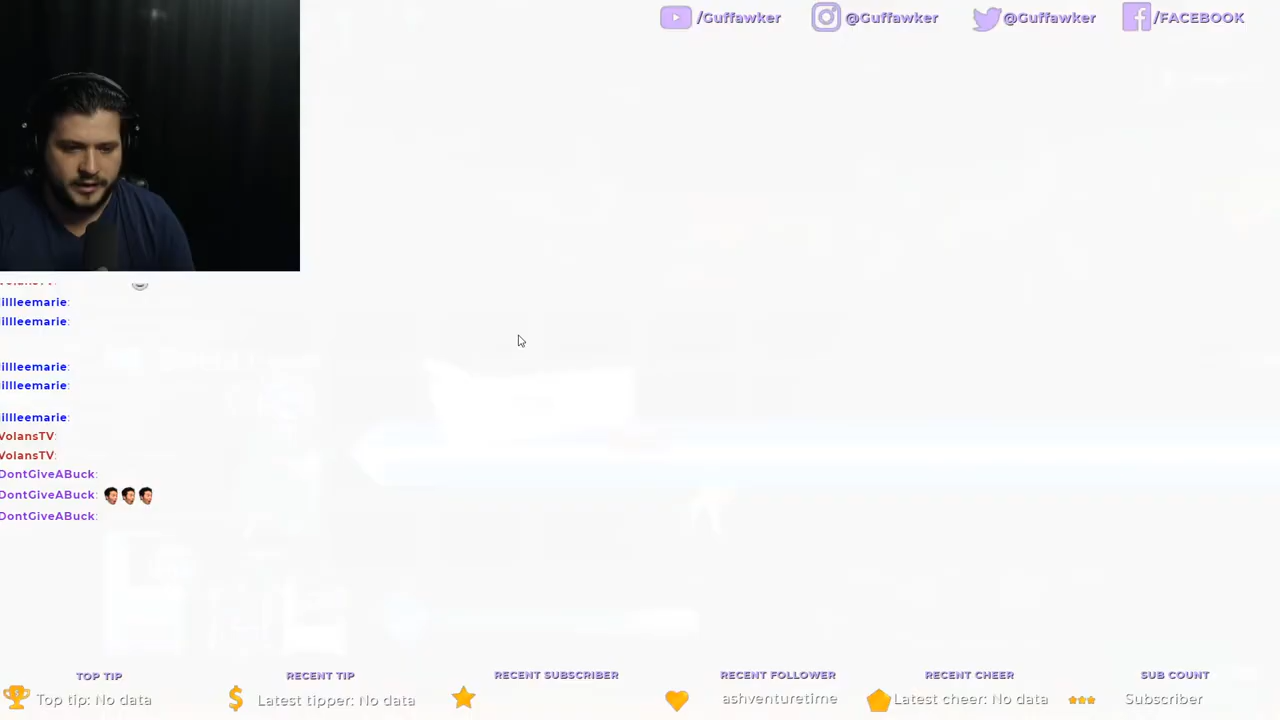 /Guffawker @Guffawker @Guffawker /FACEBOOK
illleemarie:
illleemarie:
illleemarie:
illleemarie:
illleemarie:
VolansTV:
VolansTV:
DontGiveABuck:
DontGiveABuck:
DontGiveABuck:
TOP TIP RECENT TIP RECENT SUBSCRIBER RECENT FOLLOWER RECENT CHEER SUB COUNT
Top tip: No data Latest tipper: No data ashventuretime Latest cheer: No data Subscriber